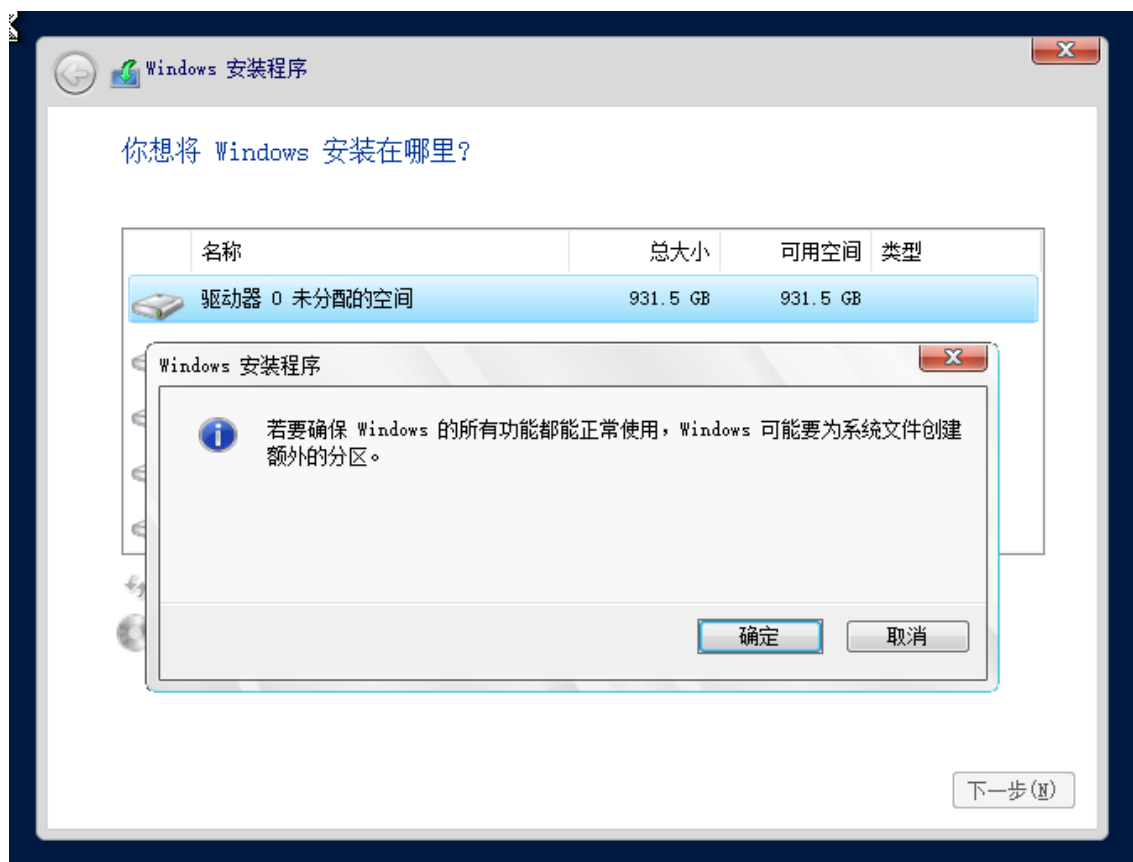 Windows 安装程序
你想将 Windows 安装在哪里?
名称 总大小 可用空间 类型
驱动器 0 未分配的空间 931.5 GB 931.5 GB
Windows 安装程序
若要确保 Windows 的所有功能都能正常使用，Windows 可能要为系统文件创建
额外的分区。
确定 取消
下一步(N)